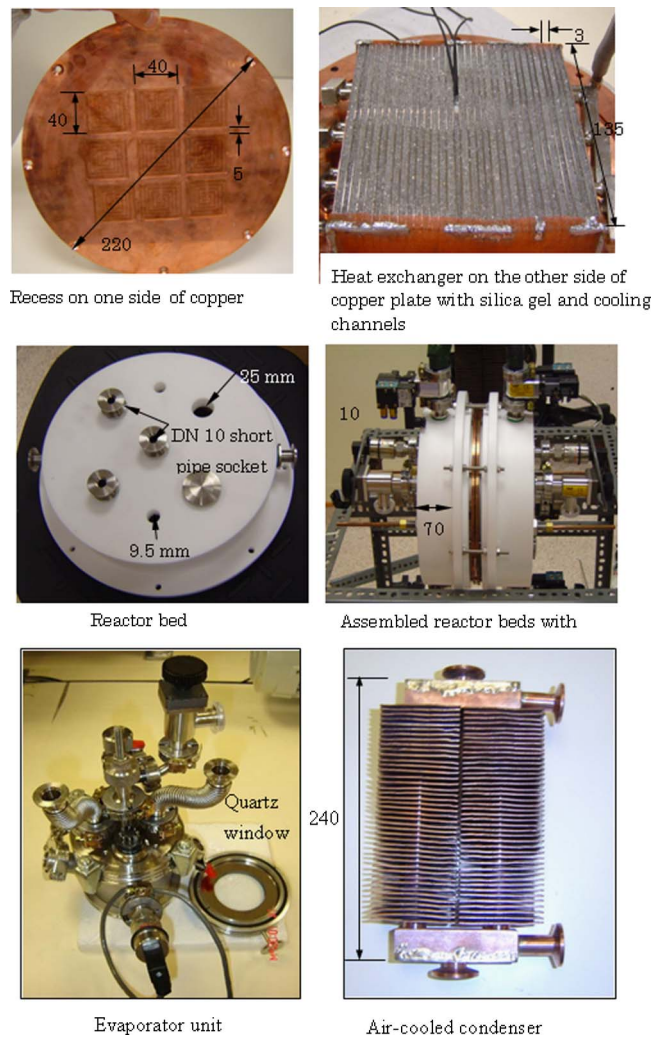 40
40
5
220
Recess on one side of copper
3
135
Heat exchanger on the other side of
copper plate with silica gel and cooling
channels
25 mm
DN 10 short
pipe socket
9.5 mm
Reactor bed
10
70
Assembled reactor beds with
Quartz
window
Evaporator unit
240
Air-cooled condenser